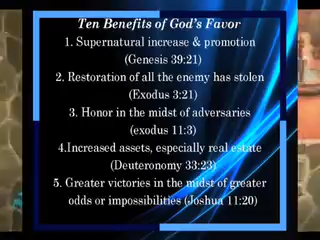 Ten Benefits of God's Favor
1. Supernatural increase & promotion
(Genesis 39:21)
2. Restoration of all the enemy has stolen
(Exodus 3:21)
3. Honor in the midst of adversaries
(exodus 11:3)
4.Increased assets, especially real estate
(Deuteronomy 33:23)
5. Greater victories in the midst of greater
odds or impossibilities (Joshua 11:20)